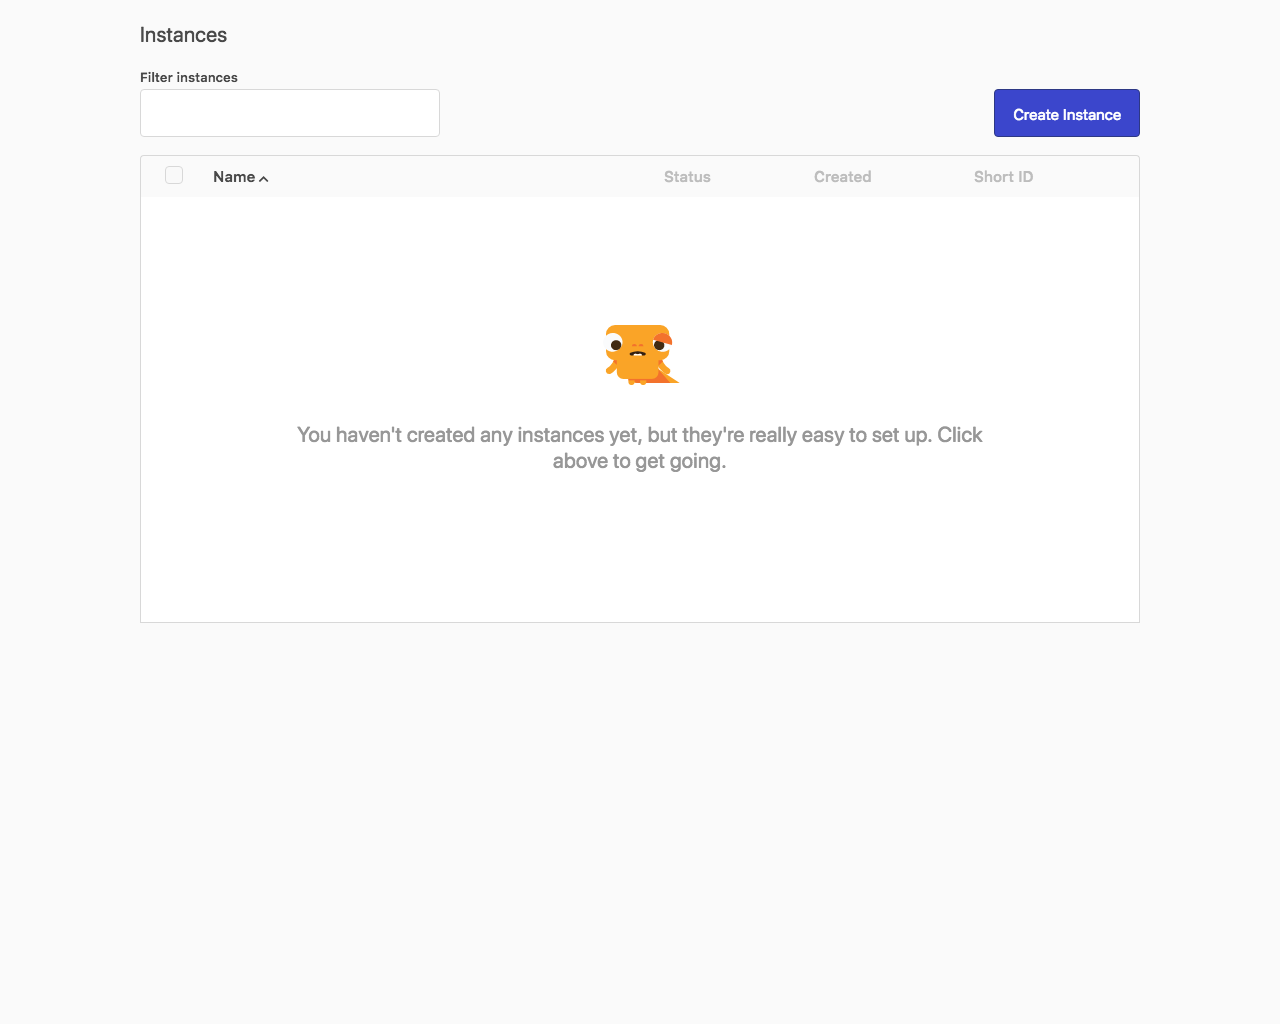 Instances
Filter instances
Create Instance
Name
Status
Created
Short ID
You haven't created any instances yet, but they're really easy to set up. Click
above to get going.